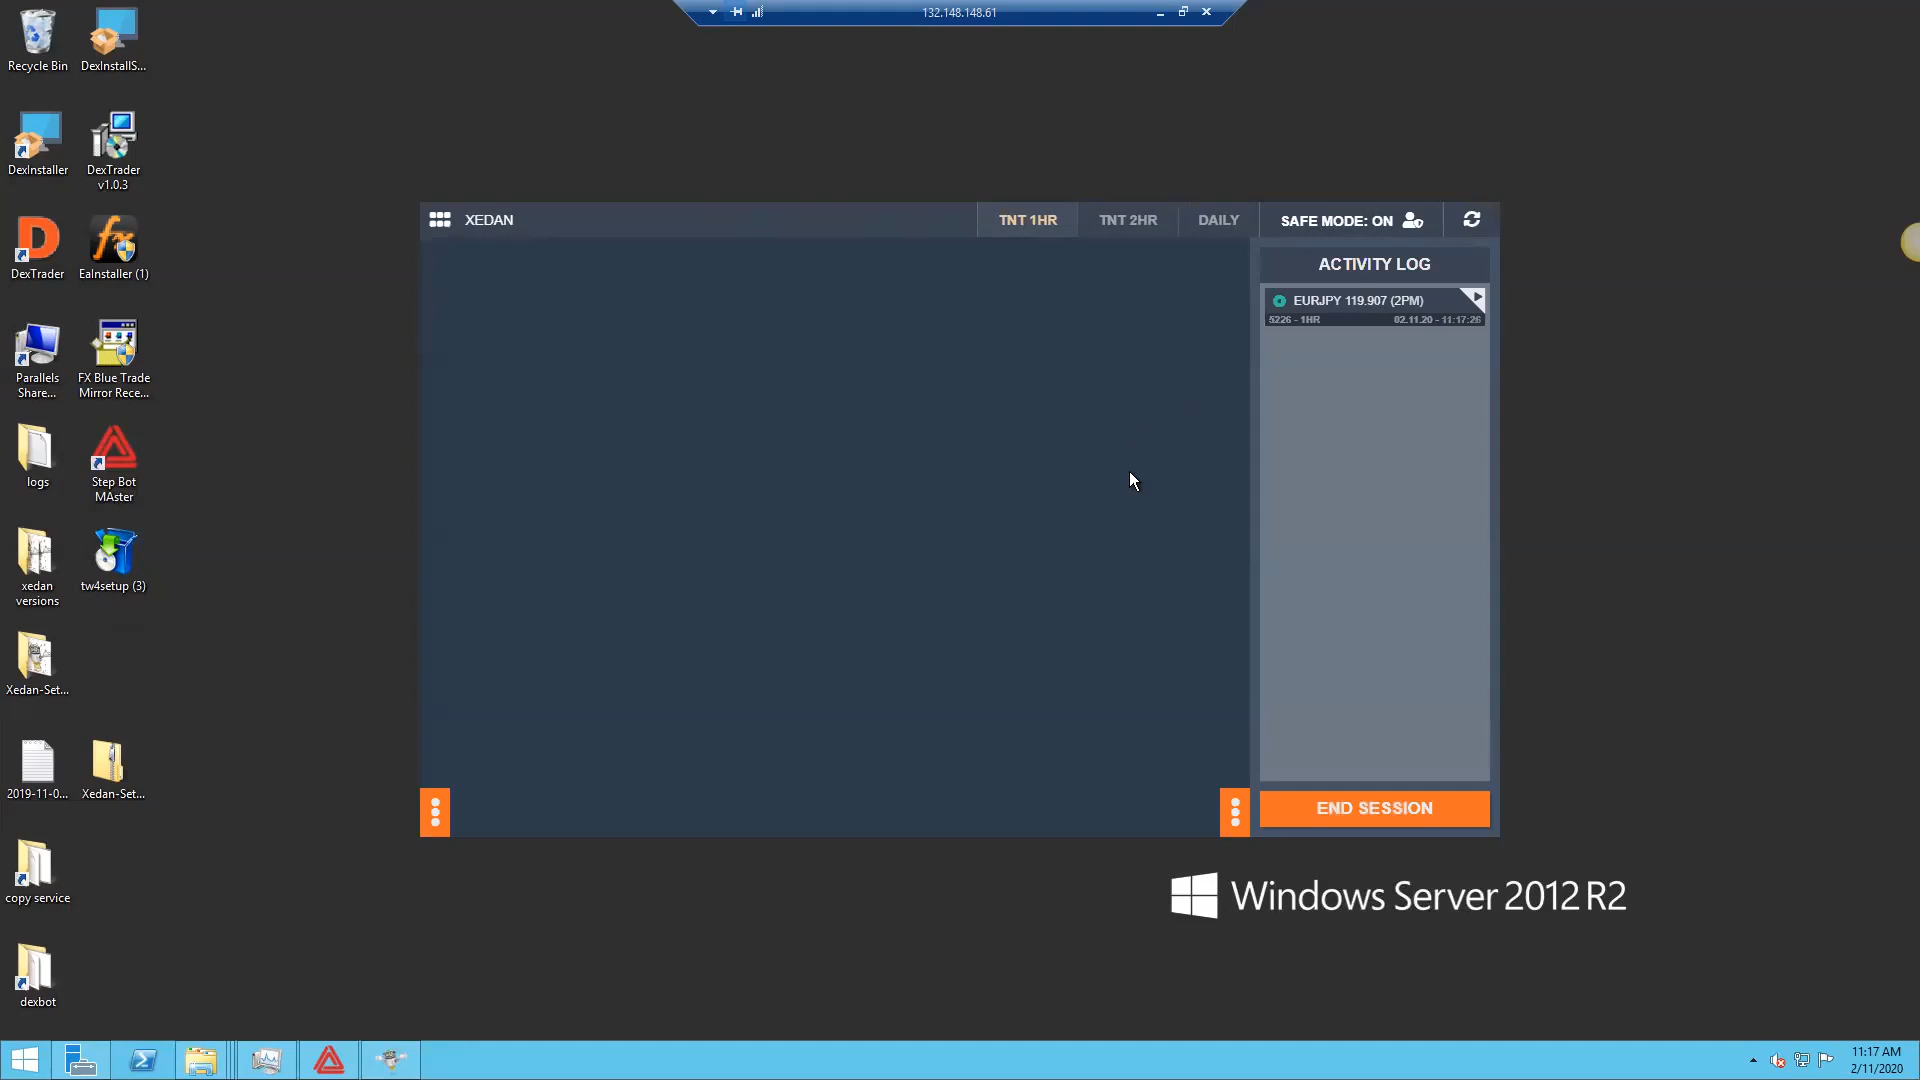 132.148.148.61
Recycle Bin
DexInstallS...
DexInstaller
DexTrader
v1.0.3
DexTrader
EaInstaller (1)
Parallels
Share...
FX Blue Trade
Mirror Rece...
logs
Step Bot
MAster
xedan
versions
tw4setup (3)
Xedan-Set...
2019-11-0...
Xedan-Set...
copy service
dexbot
XEDAN
TNT 1HR
TNT 2HR
DAILY
SAFE MODE: ON
ACTIVITY LOG
EURJPY 119.907 (2PM)
5226 - 1HR
02.11.20 - 11:17:26
END SESSION
Windows Server 2012 R2
11:17 AM
2/11/2020